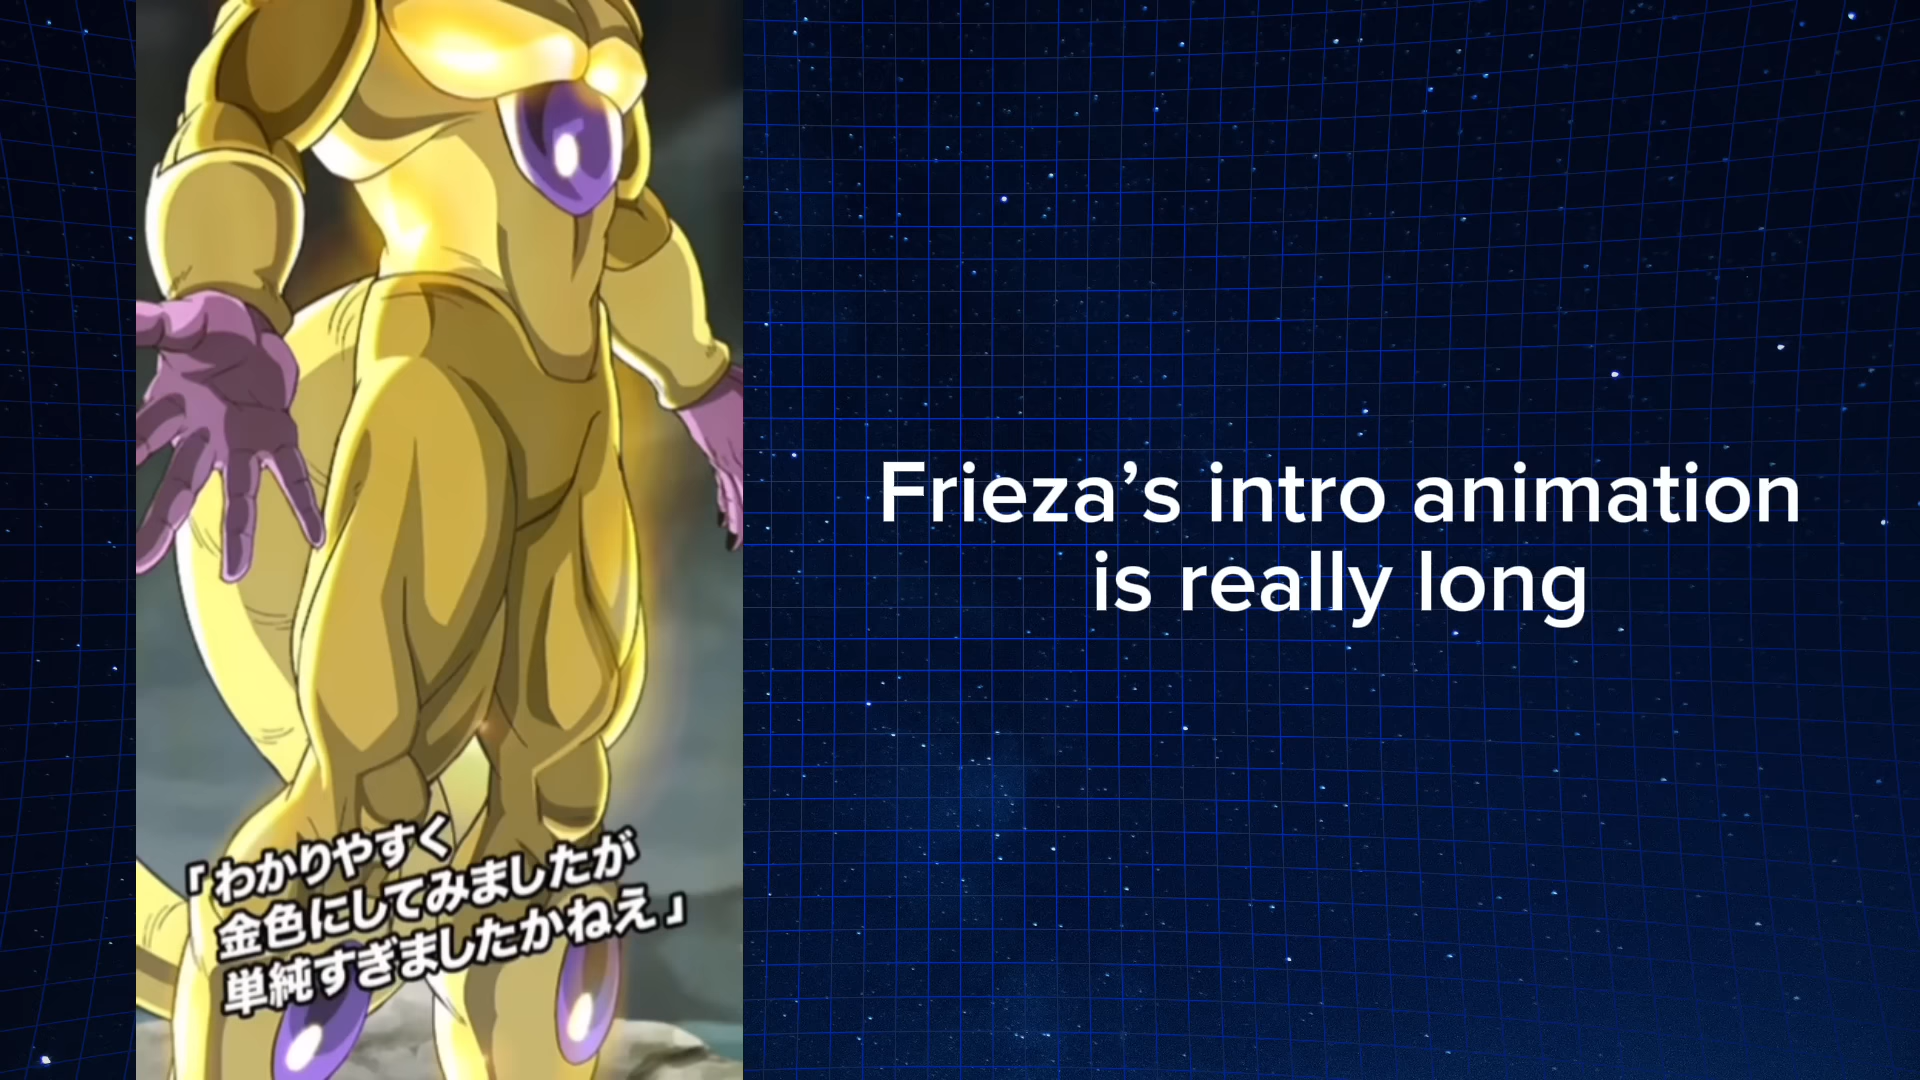 「わかりやすく
金色にしてみましたが
単純すぎましたかねえ」
Frieza’s intro animation
is really long